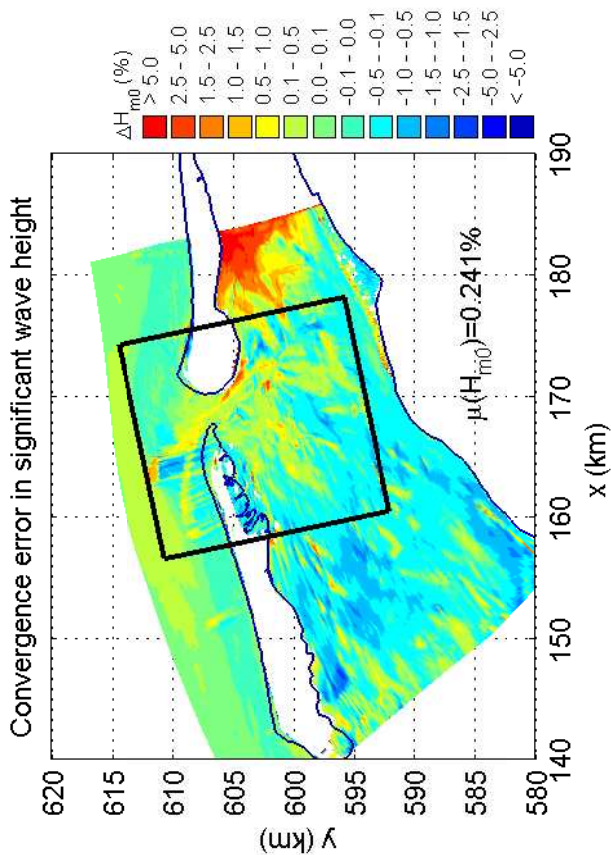 Convergence error in significant wave height
620
615
610
605
600
595
590
585
580
y (km)
140
150
160
170
180
190
x (km)
μ(Hm0)=0.241%
ΔHm0 (%)
> 5.0
2.5 - 5.0
1.5 - 2.5
1.0 - 1.5
0.5 - 1.0
0.1 - 0.5
0.0 - 0.1
-0.1 - 0.0
-0.5 - -0.1
-1.0 - -0.5
-1.5 - -1.0
-2.5 - -1.5
-5.0 - -2.5
< -5.0